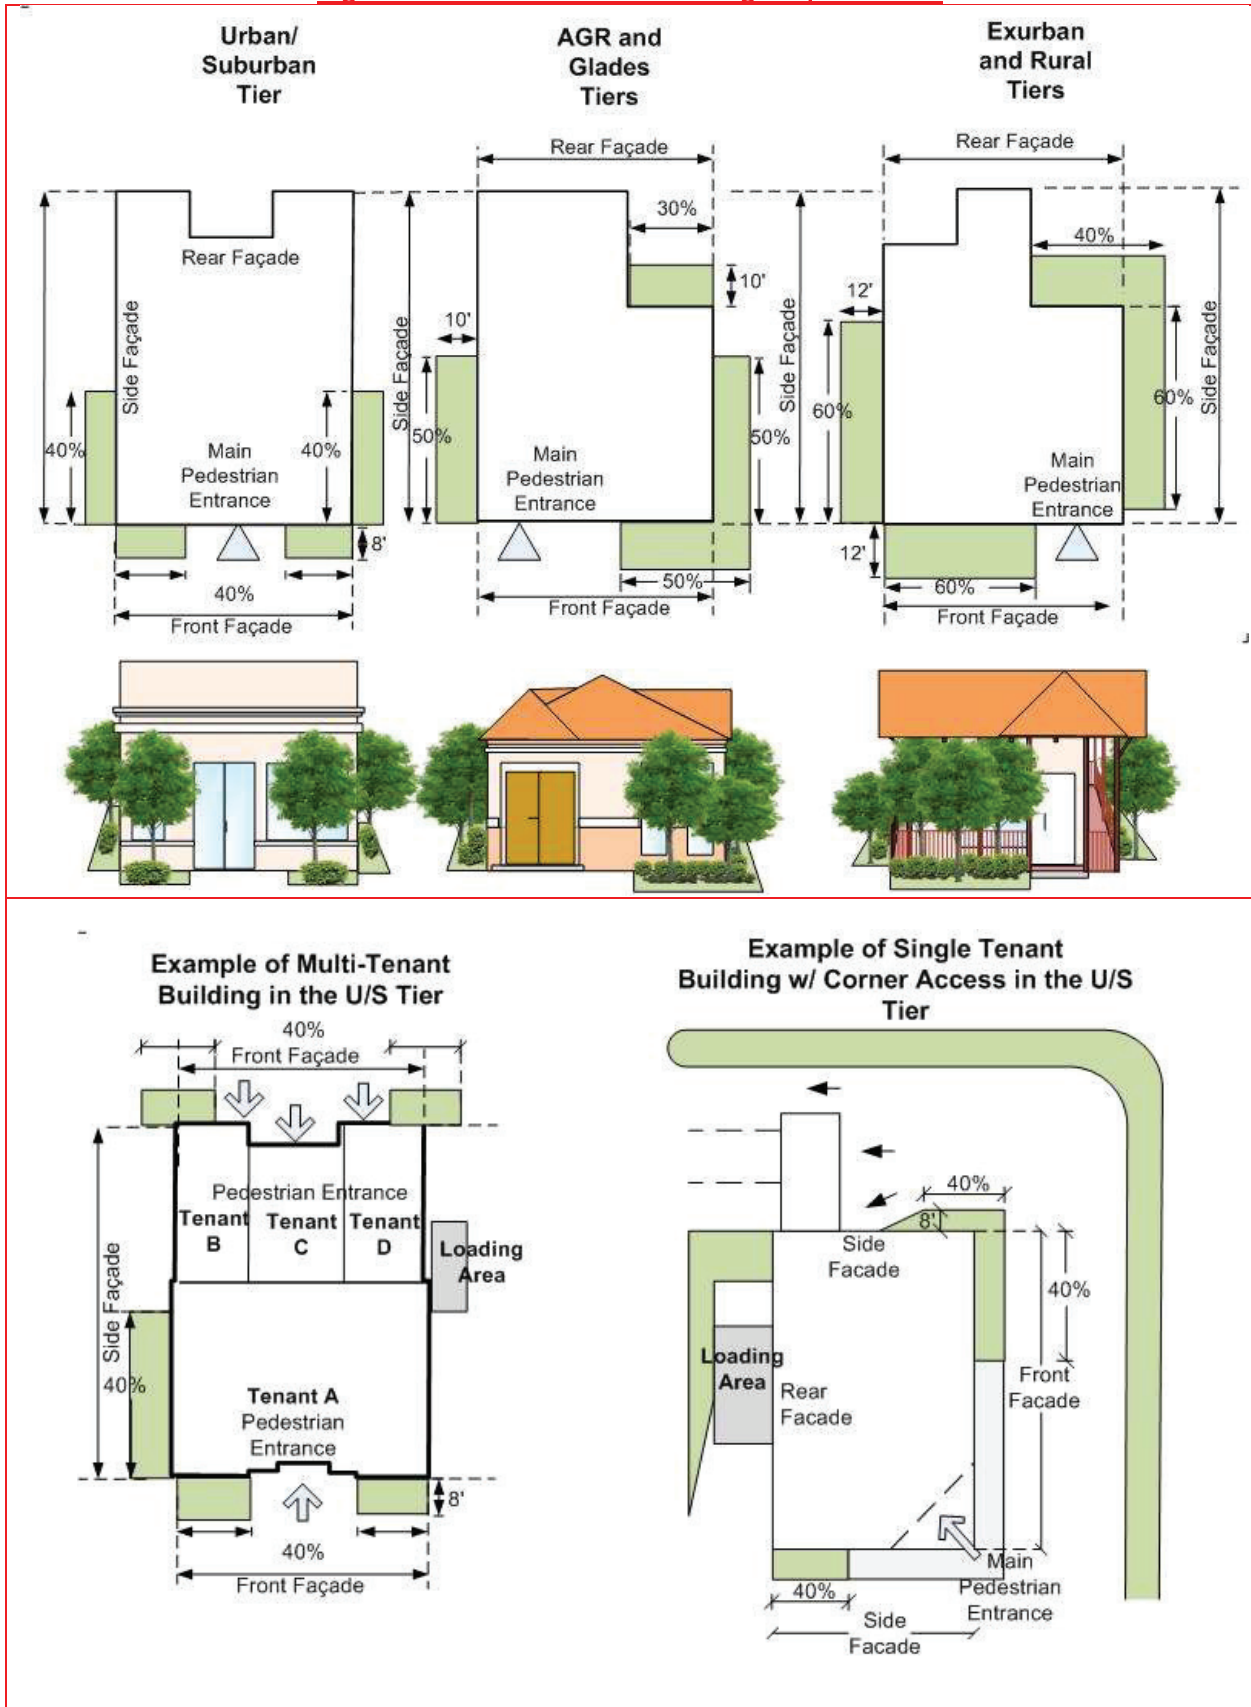 Urban/
Suburban
Tier
AGR and
Glades
Tiers
Exurban
and Rural
Tiers
Rear Façade
Side Façade
40%
40%
Main
Pedestrian
Entrance
8'
40%
Front Façade
Rear Façade
30%
10'
10'
Side Façade
50%
50%
Main
Pedestrian
Entrance
50%
Front Façade
Rear Façade
40%
12'
Side Façade
60%
60%
Side Façade
Main
Pedestrian
Entrance
12'
60%
Front Façade
Example of Multi-Tenant
Building in the U/S Tier
40%
Front Façade
Pedestrian Entrance
Tenant
B
Tenant
C
Tenant
D
Loading
Area
Side Façade
40%
Tenant A
Pedestrian
Entrance
8'
40%
Front Façade
Example of Single Tenant
Building w/ Corner Access in the U/S
Tier
40%
8'
Side
Facade
40%
Loading
Area
Rear
Facade
Front
Facade
Main
Pedestrian
Entrance
40%
Side
Facade